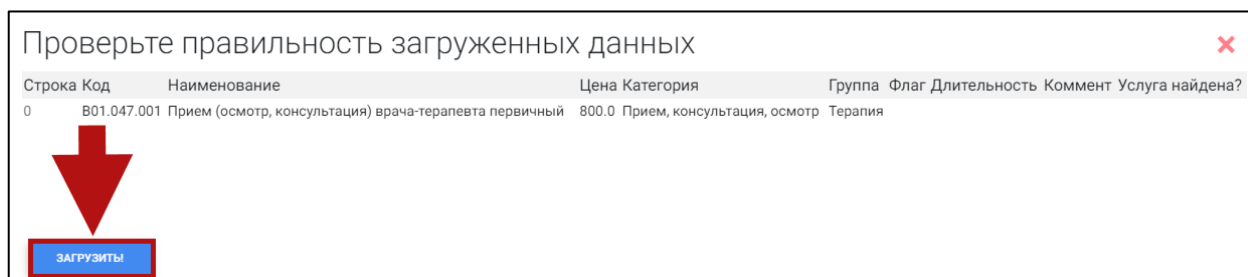 Проверьте правильность загруженных данных
Строка Код Наименование Цена Категория Группа Флаг Длительность Коммент Услуга найдена?
0 B01.047.001 Прием (осмотр, консультация) врача-терапевта первичный 800.0 Прием, консультация, осмотр Терапия
ЗАГРУЗИТЬ!